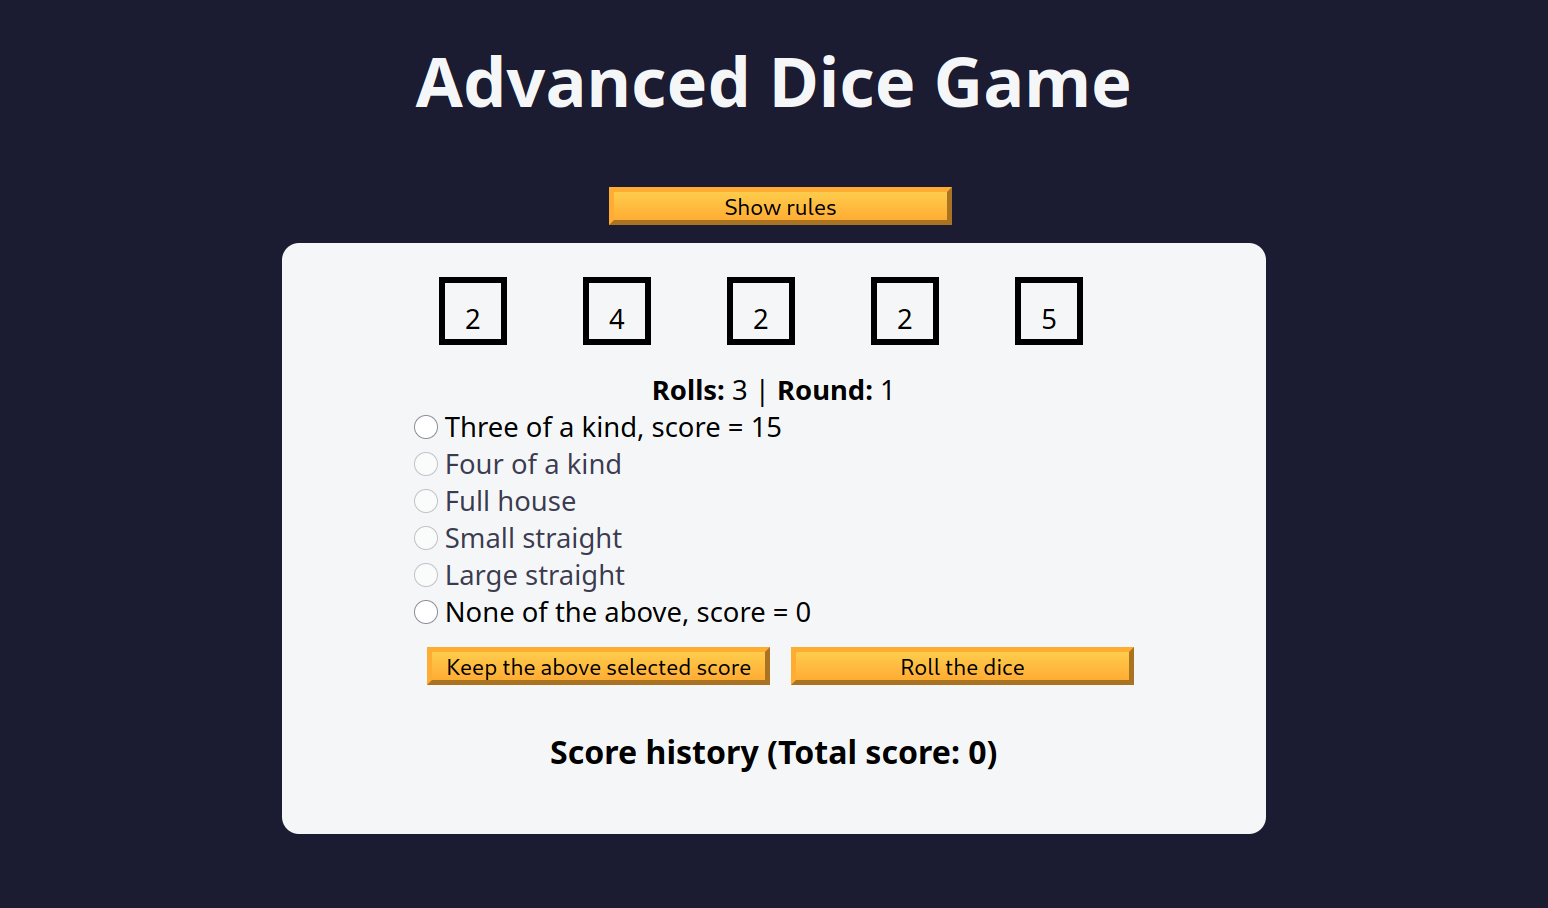 Advanced Dice Game
Show rules
2 4 2 2 5
Rolls: 3 | Round: 1
Three of a kind, score = 15
Four of a kind
Full house
Small straight
Large straight
None of the above, score = 0
Keep the above selected score Roll the dice
Score history (Total score: 0)